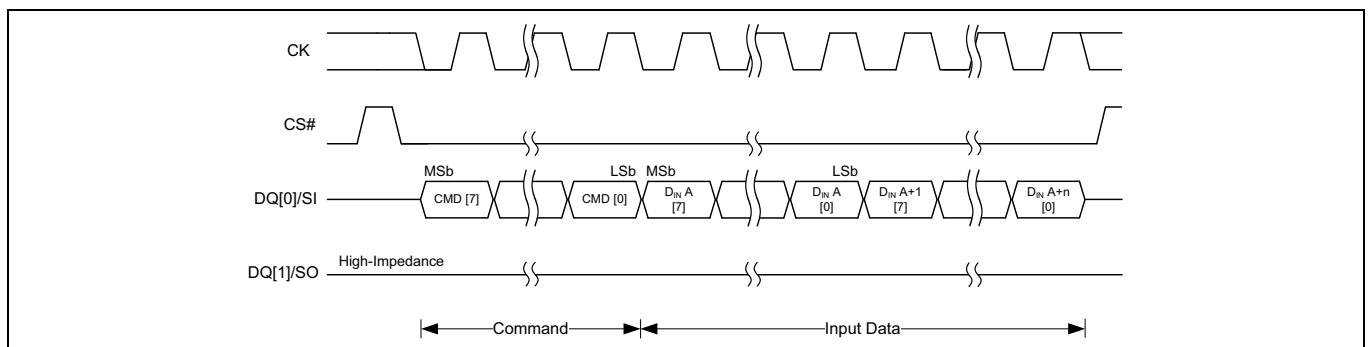 CK
CS#
MSb LSb MSb LSb
DQ[0]/SI CMD [7] CMD [0] DIN A [7] DIN A [0] DIN A+1 [7] DIN A+n [0]
High-Impedance
DQ[1]/SO
Command Input Data